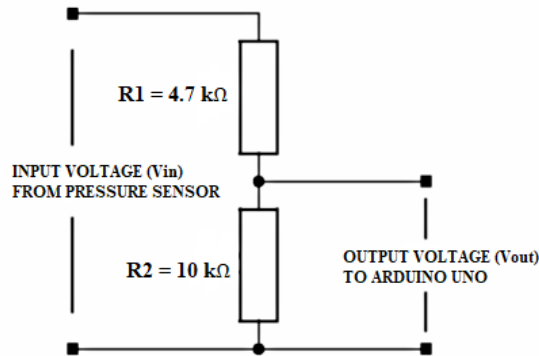 R1 = 4.7 kΩ
INPUT VOLTAGE (Vin)
FROM PRESSURE SENSOR
R2 = 10 kΩ
OUTPUT VOLTAGE (Vout)
TO ARDUINO UNO